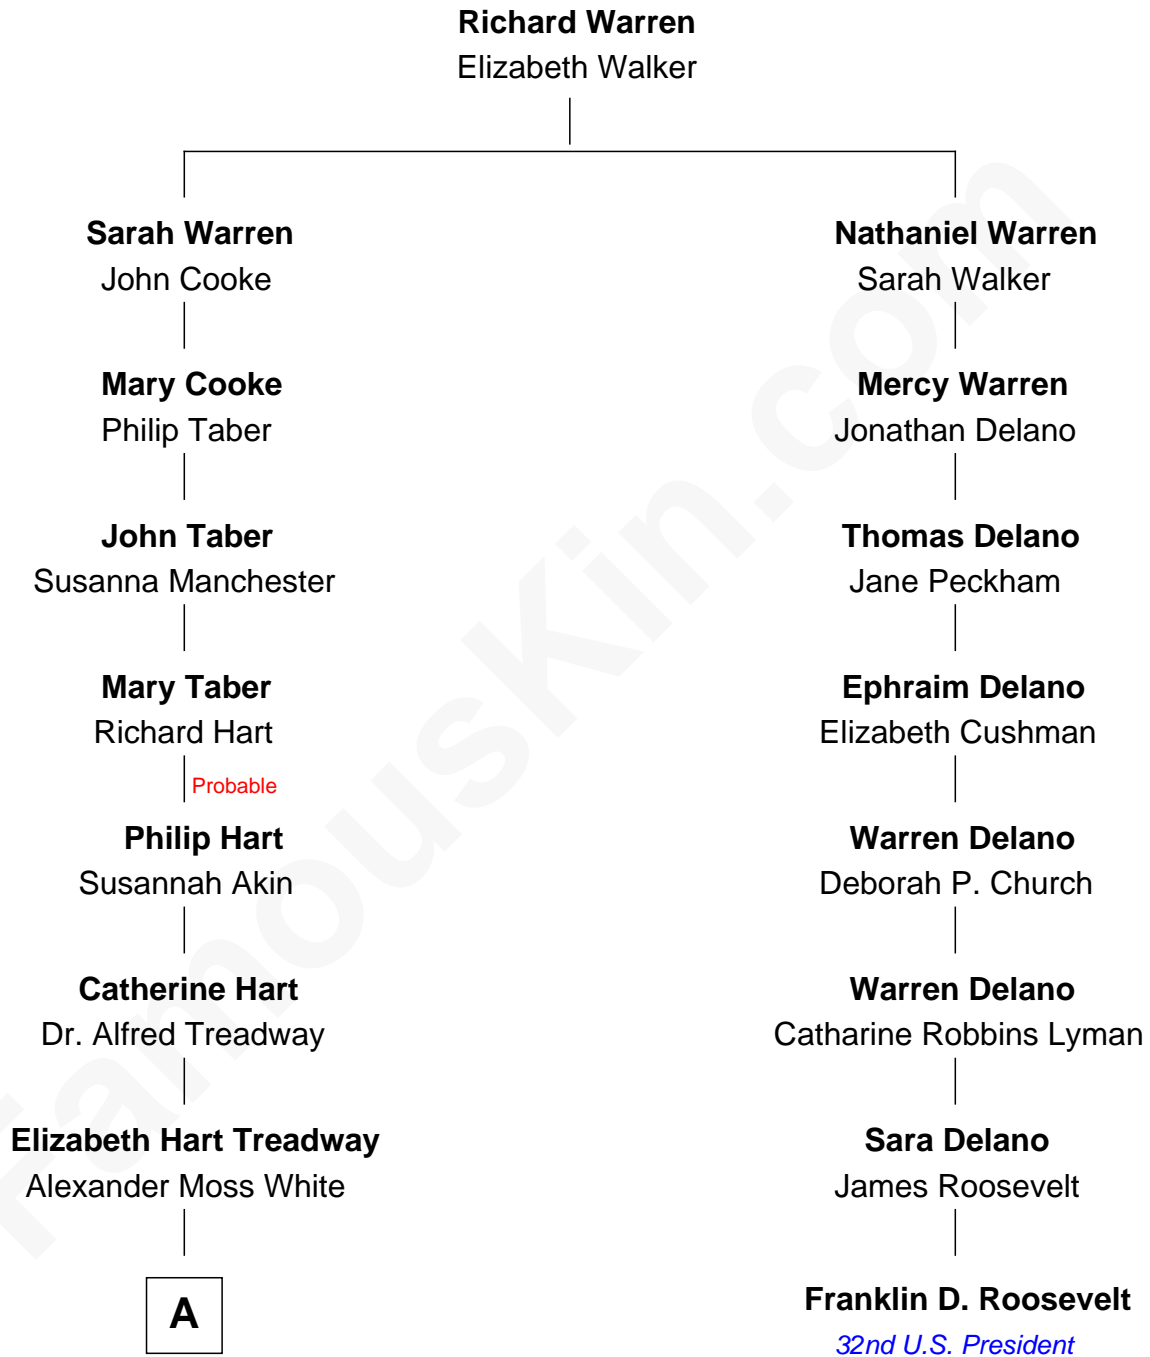 Richard Warren
Elizabeth Walker
Sarah Warren
John Cooke
Nathaniel Warren
Sarah Walker
Mary Cooke
Philip Taber
Mercy Warren
Jonathan Delano
John Taber
Susanna Manchester
Thomas Delano
Jane Peckham
Mary Taber
Richard Hart
Probable
Ephraim Delano
Elizabeth Cushman
Philip Hart
Susannah Akin
Warren Delano
Deborah P. Church
Catherine Hart
Dr. Alfred Treadway
Warren Delano
Catharine Robbins Lyman
Elizabeth Hart Treadway
Alexander Moss White
Sara Delano
James Roosevelt
A
Franklin D. Roosevelt
32nd U.S. President
FamousKin.com